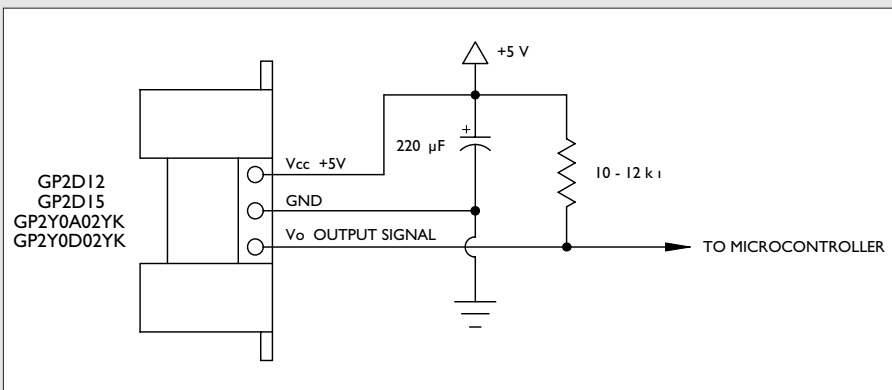 +5 V
220 µF
+
10 - 12 k ı
Vcc +5V
GND
Vo OUTPUT SIGNAL
GP2D12
GP2D15
GP2Y0A02YK
GP2Y0D02YK
TO MICROCONTROLLER